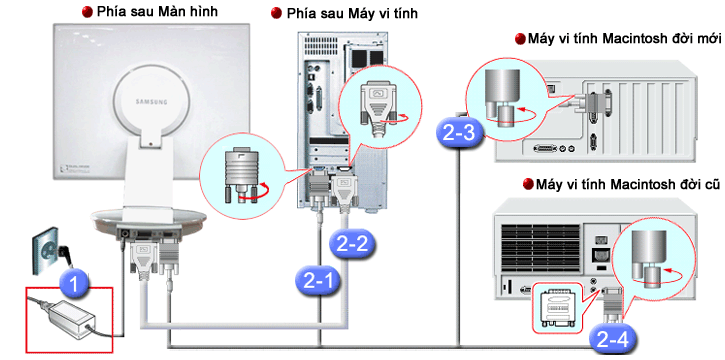 Phía sau Màn hình
Phía sau Máy vi tính
Máy vi tính Macintosh đời mới
SAMSUNG
2-3
Máy vi tính Macintosh đời cũ
2-2
2-1
1
2-4